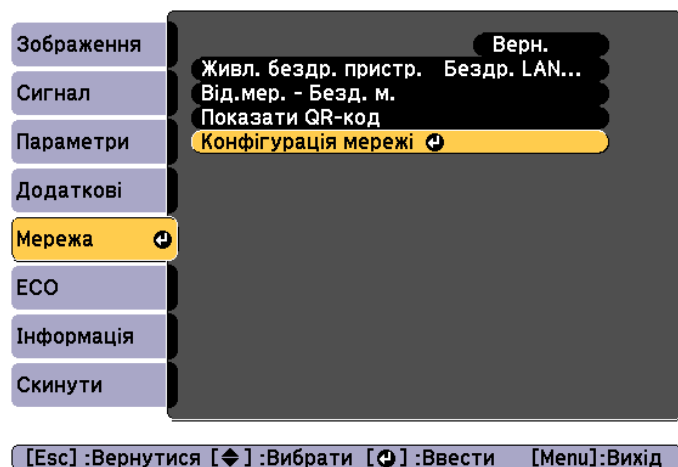 Зображення
Сигнал
Параметри
Додаткові
Мережа
ECO
Інформація
Скинути
Верн.
Живл. бездр. пристр. Бездр. LAN...
Від.мер. - Безд. м.
Показати QR-код
Конфігурація мережі
[Esc] :Вернутися [◆] :Вибрати [⏎] :Ввести [Menu]:Вихід